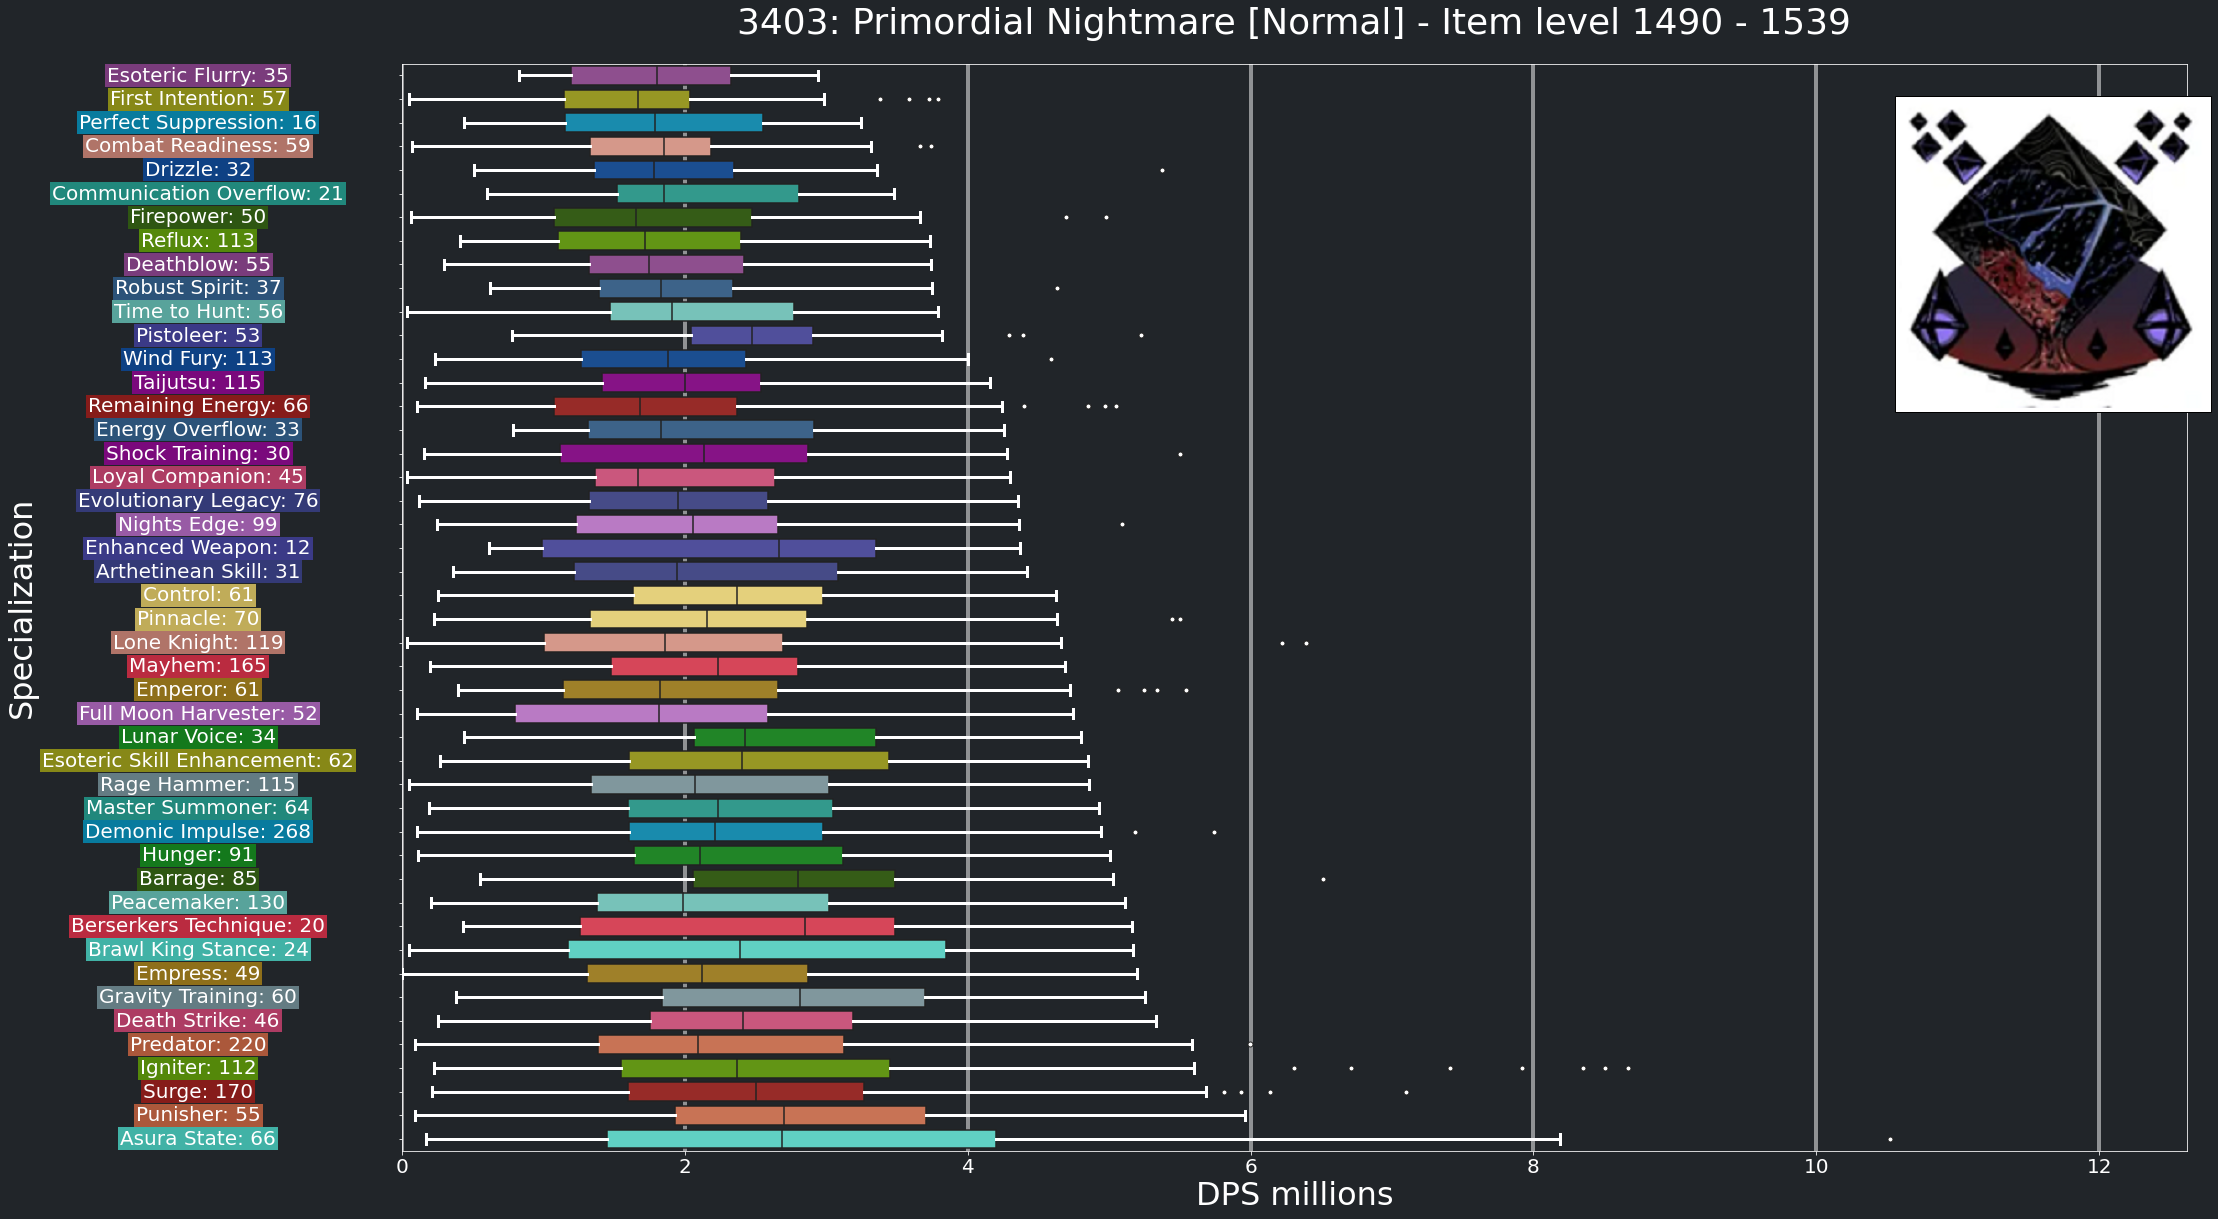 3403: Primordial Nightmare [Normal] - Item level 1490 - 1539
Specialization
Esoteric Flurry: 35
First Intention: 57
Perfect Suppression: 16
Combat Readiness: 59
Drizzle: 32
Communication Overflow: 21
Firepower: 50
Reflux: 113
Deathblow: 55
Robust Spirit: 37
Time to Hunt: 56
Pistoleer: 53
Wind Fury: 113
Taijutsu: 115
Remaining Energy: 66
Energy Overflow: 33
Shock Training: 30
Loyal Companion: 45
Evolutionary Legacy: 76
Nights Edge: 99
Enhanced Weapon: 12
Arthetinean Skill: 31
Control: 61
Pinnacle: 70
Lone Knight: 119
Mayhem: 165
Emperor: 61
Full Moon Harvester: 52
Lunar Voice: 34
Esoteric Skill Enhancement: 62
Rage Hammer: 115
Master Summoner: 64
Demonic Impulse: 268
Hunger: 91
Barrage: 85
Peacemaker: 130
Berserkers Technique: 20
Brawl King Stance: 24
Empress: 49
Gravity Training: 60
Death Strike: 46
Predator: 220
Igniter: 112
Surge: 170
Punisher: 55
Asura State: 66
0 2 4 6 8 10 12
DPS millions